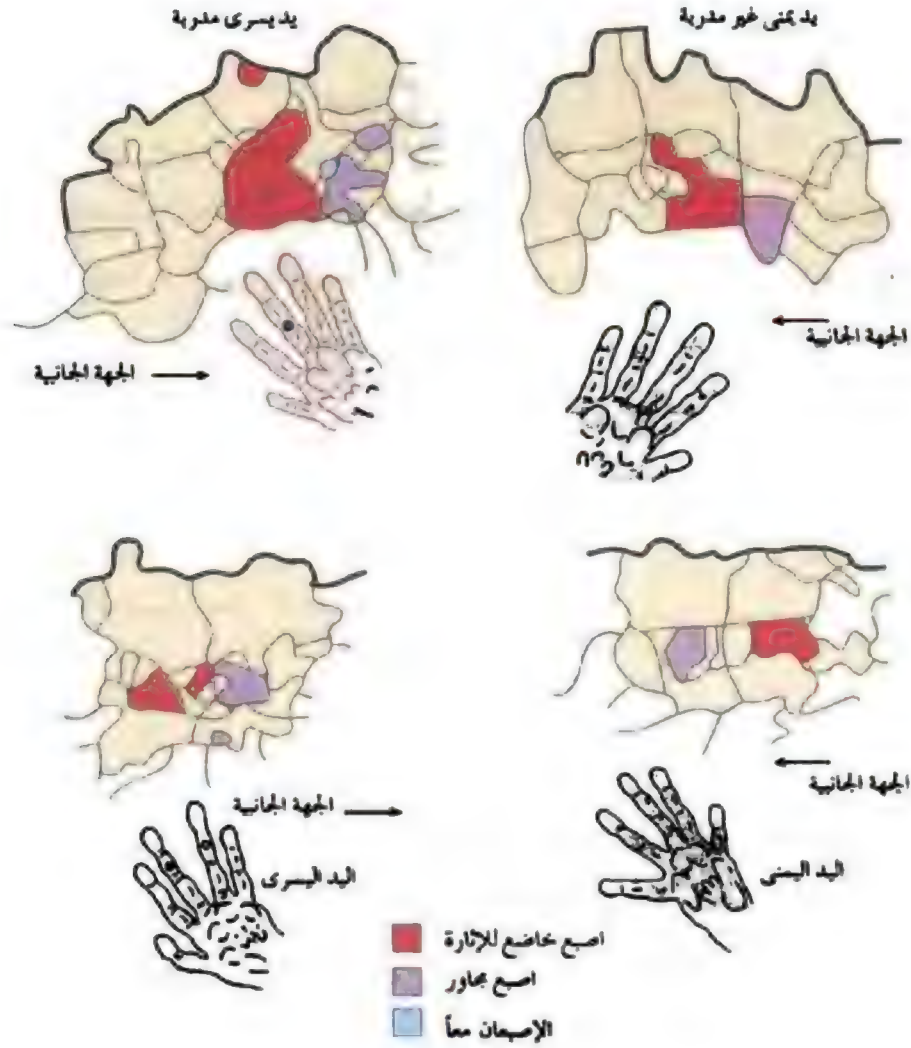 يد يمنى غير مدربة
يد يسرى مدربة
الجهة الجانبية
الجهة الجانبية
الجهة الجانبية
الجهة الجانبية
اليد اليمنى
اليد اليسرى
اصبع خاضع للإثارة
اصبع مجاور
الإصبعان معاً